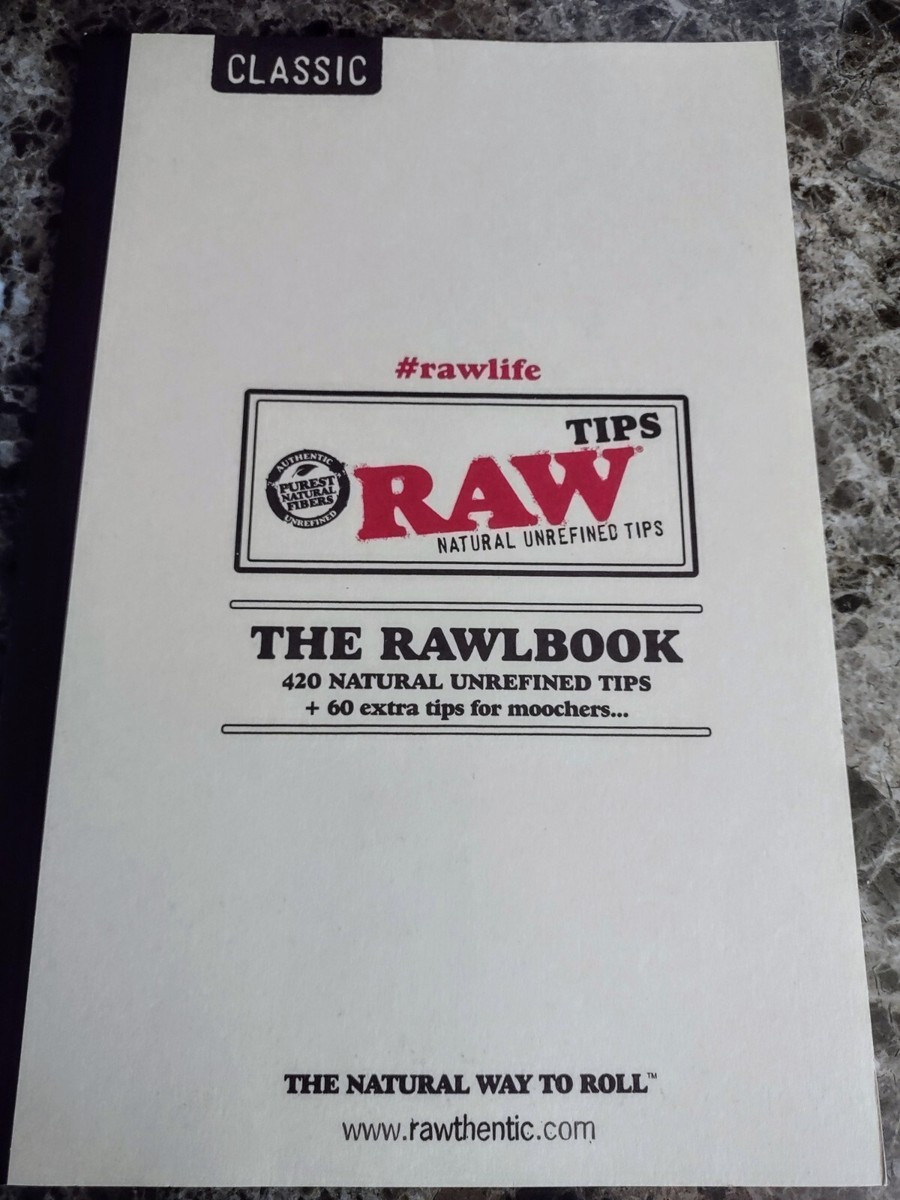 CLASSIC
#rawlife
TIPS
AUTHENTIC
PUREST
NATURAL
FIBERS
UNREFINED
RAW®
NATURAL UNREFINED TIPS
THE RAWLBOOK
420 NATURAL UNREFINED TIPS
+ 60 extra tips for moochers...
THE NATURAL WAY TO ROLL™
www.rawthentic.com